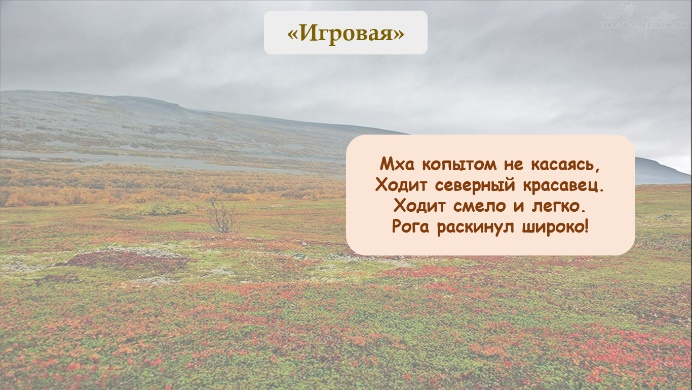 «Игровая»
Мха копытом не касаясь,
Ходит северный красавец.
Ходит смело и легко.
Рога раскинул широко!